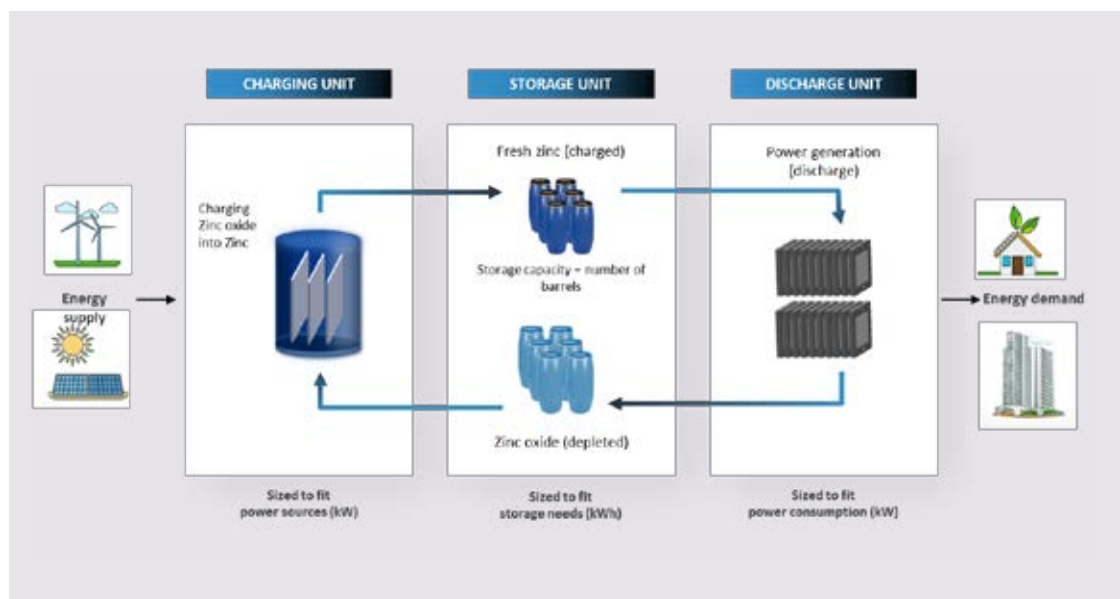 CHARGING UNIT
STORAGE UNIT
DISCHARGE UNIT
Charging
Zinc oxide
into Zinc
Fresh zinc (charged)
Storage capacity = number of
barrels
Zinc oxide (depleted)
Power generation
(discharge)
Energy
supply
Energy demand
Sized to fit
power sources (kW)
Sized to fit
storage needs (kWh)
Sized to fit
power consumption (kW)